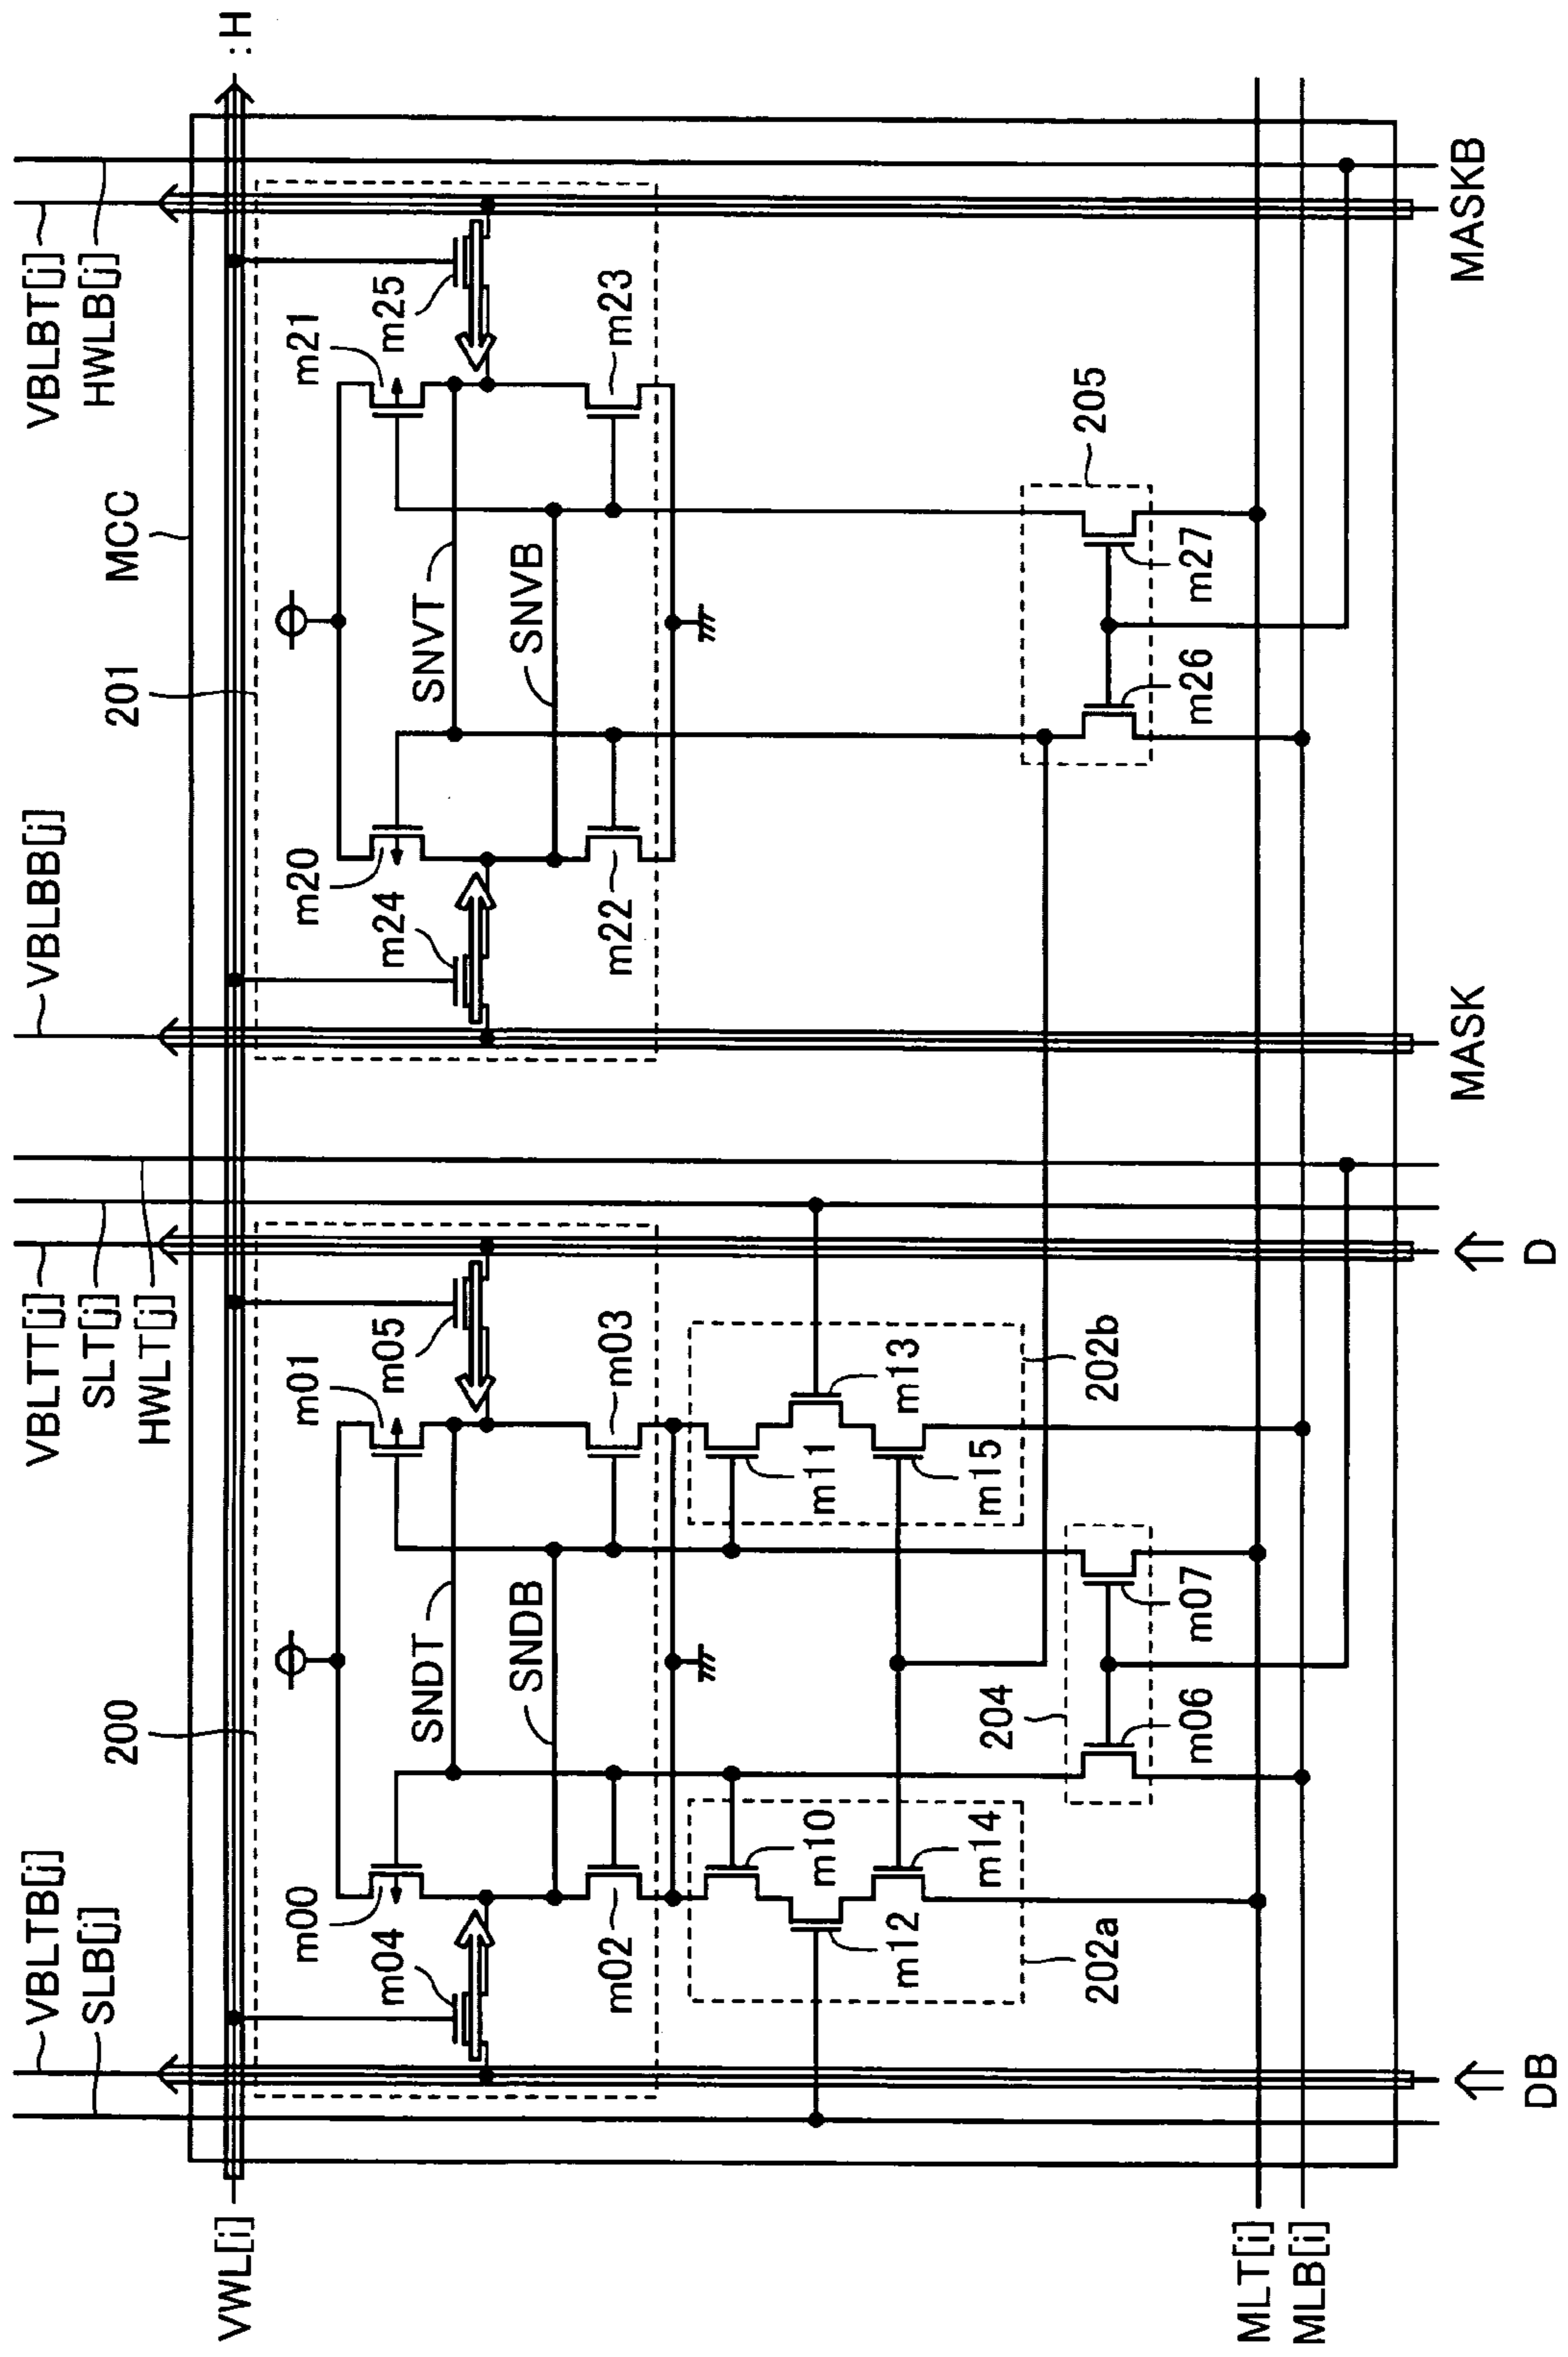 VBLTB[j]
SLB[j]
VBLTT[j]
SLT[j]
HWLT[j]
VBLBB[j]
VBLBT[j]
HWLB[j]
200
201
MCC
VWL[i]
:H
m00
m01
m04
m05
SNDT
SNDB
m02
m03
m20
m21
m24
m25
SNVT
SNVB
m22
m23
m10
m11
m12
m13
m14
m15
202a
202b
204
205
m06
m07
m26
m27
MLT[i]
MLB[i]
DB
D
MASK
MASKB